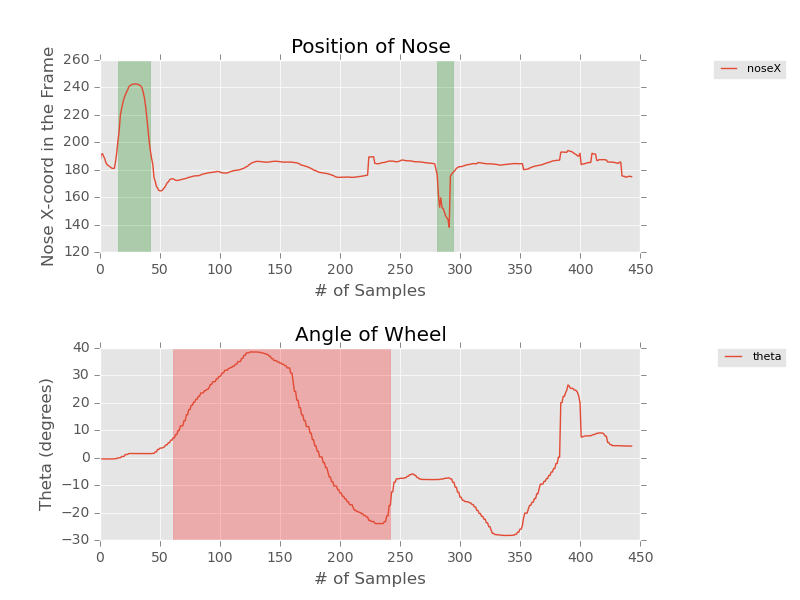 Position of Nose
260
240
220
200
180
160
140
120
Nose X-coord in the Frame
0 50 100 150 200 250 300 350 400 450
# of Samples
noseX
Angle of Wheel
40
30
20
10
0
−10
−20
−30
Theta (degrees)
0 50 100 150 200 250 300 350 400 450
# of Samples
theta